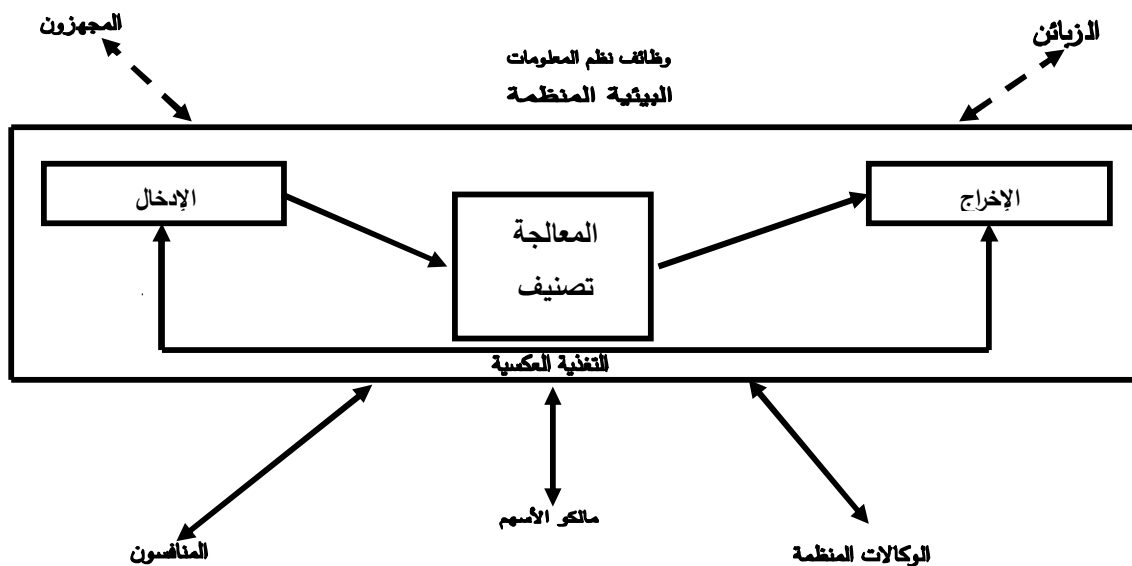 الزبائن
المجهزون
وظائف نظم المعلومات
البيئية المنظمة
الإخراج
الإدخال
المعالجة
تصنيف
التغذية العكسية
مالكو الأسهم
الوكالات المنظمة
المنافسون